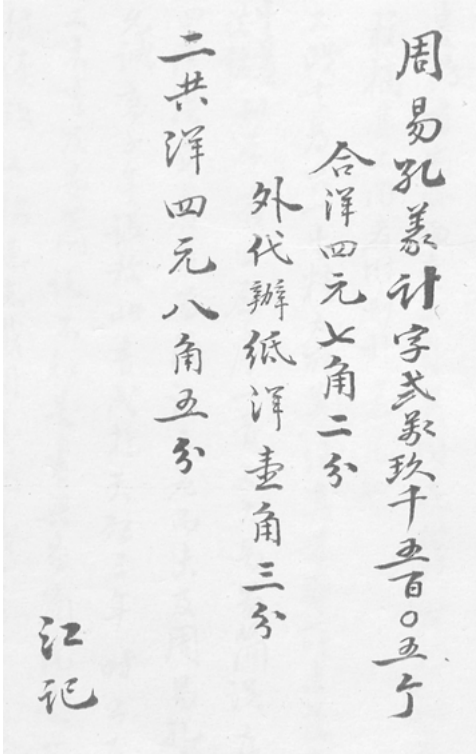 周易孔義計字弍萬玖千五百〇五个
合洋四元七角二分
外代辦紙洋壹角三分
二共洋四元八角五分
江記